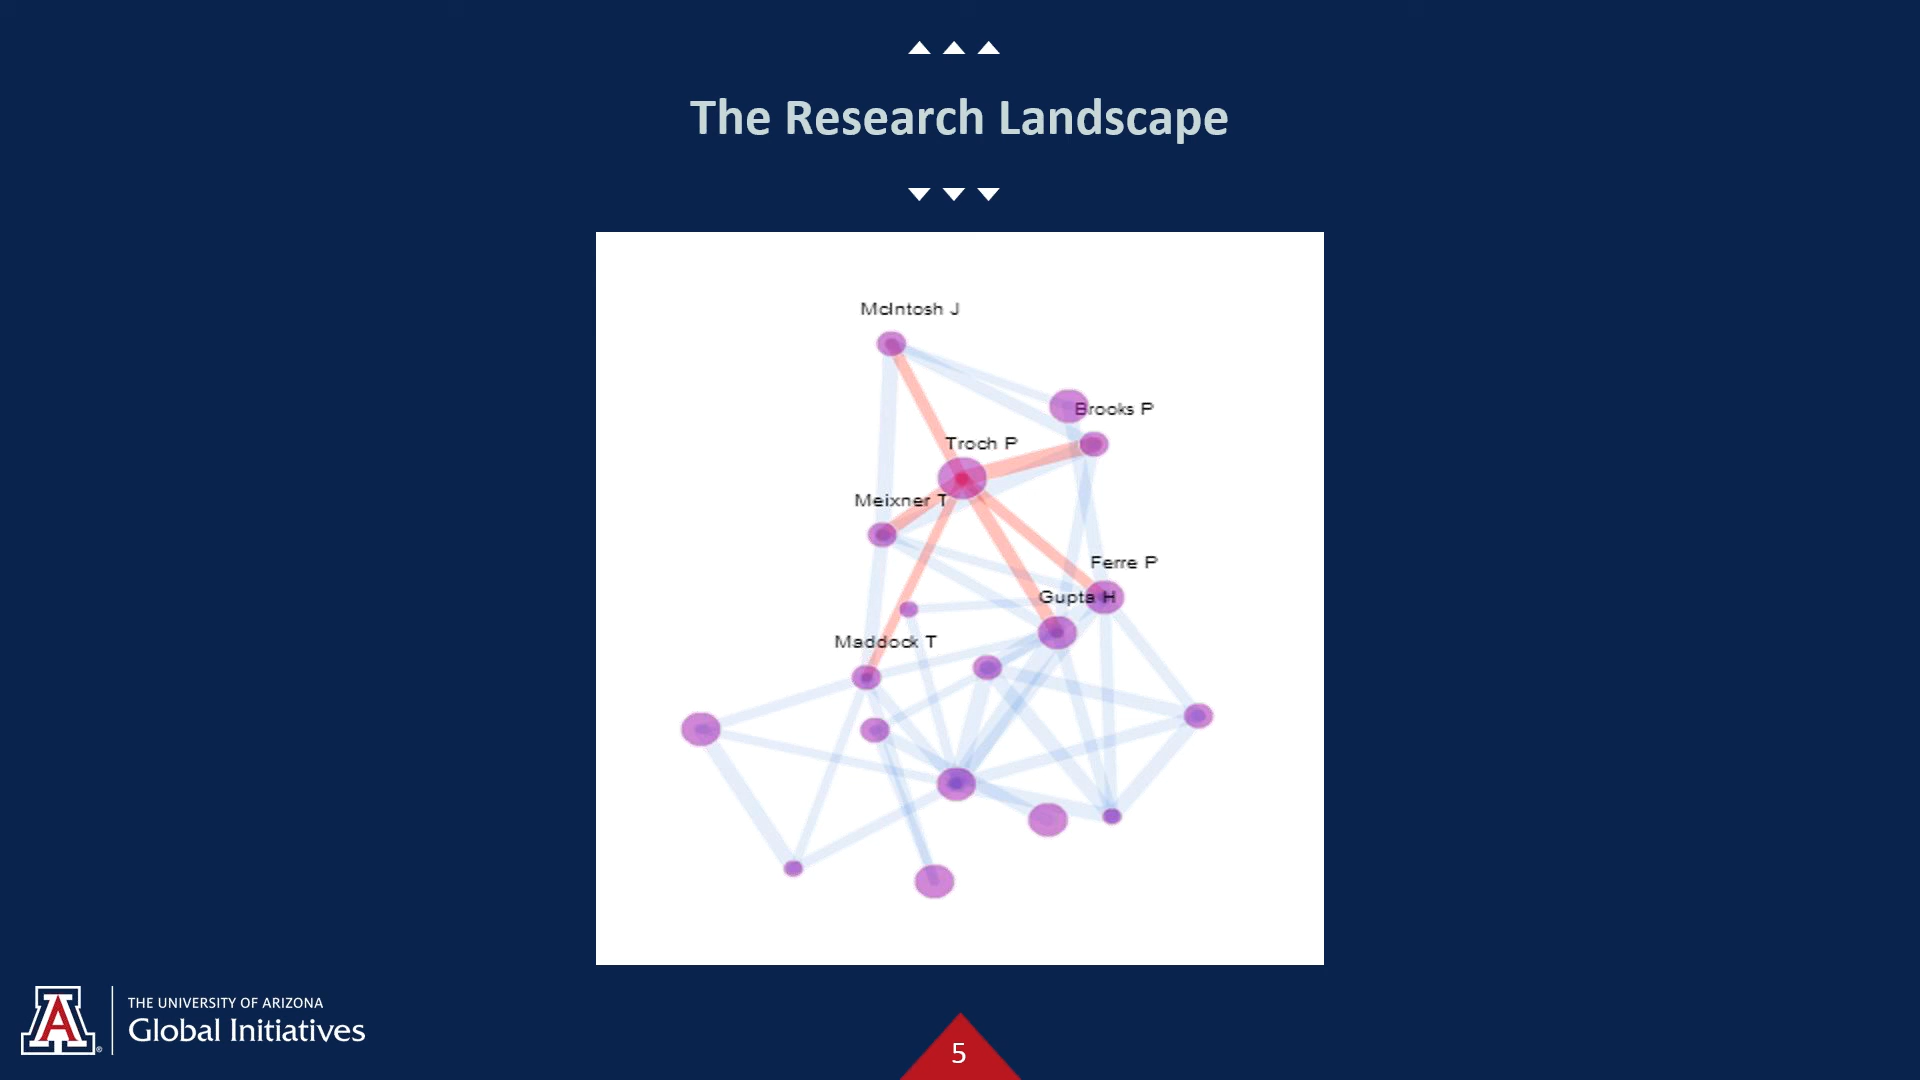 The Research Landscape
McIntosh J
Brooks P
Troch P
Meixner T
Ferre P
Gupta H
Maddock T
THE UNIVERSITY OF ARIZONA
Global Initiatives
A
®
5